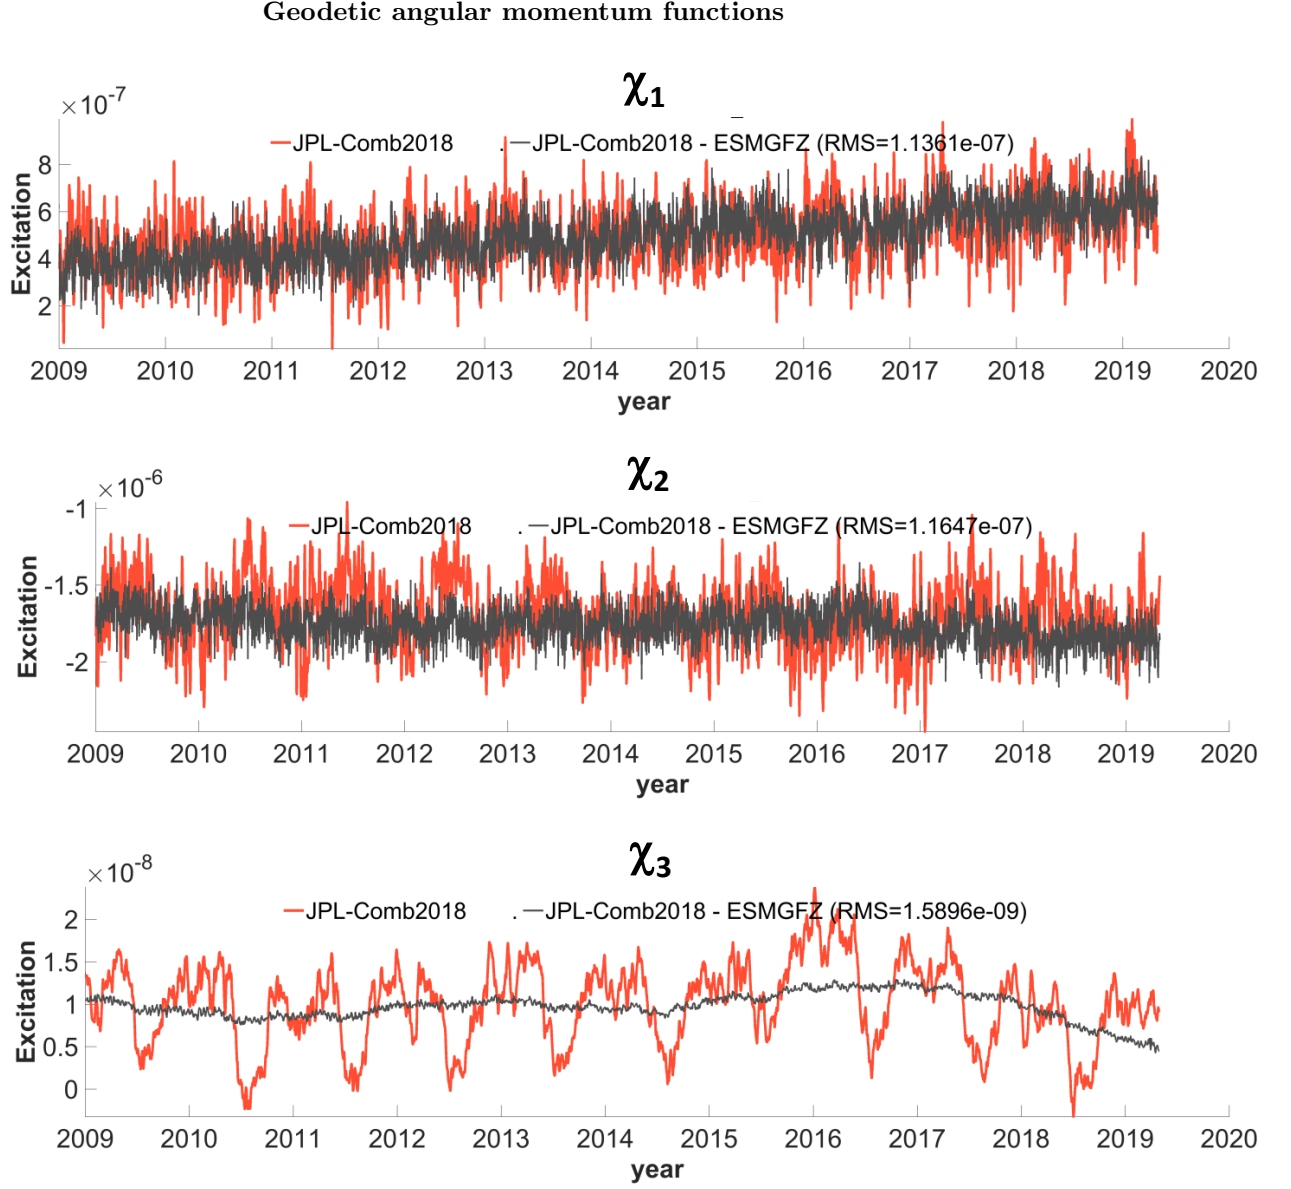 Geodetic angular momentum functions
χ1
×10-7
JPL-Comb2018 . JPL-Comb2018 - ESMGFZ (RMS=1.1361e-07)
8
6
4
2
Excitation
2009 2010 2011 2012 2013 2014 2015 2016 2017 2018 2019 2020
year
χ2
×10-6
-1
JPL-Comb2018 . JPL-Comb2018 - ESMGFZ (RMS=1.1647e-07)
-1.5
-2
Excitation
2009 2010 2011 2012 2013 2014 2015 2016 2017 2018 2019 2020
year
χ3
×10-8
JPL-Comb2018 . JPL-Comb2018 - ESMGFZ (RMS=1.5896e-09)
2
1.5
1
0.5
0
Excitation
2009 2010 2011 2012 2013 2014 2015 2016 2017 2018 2019 2020
year